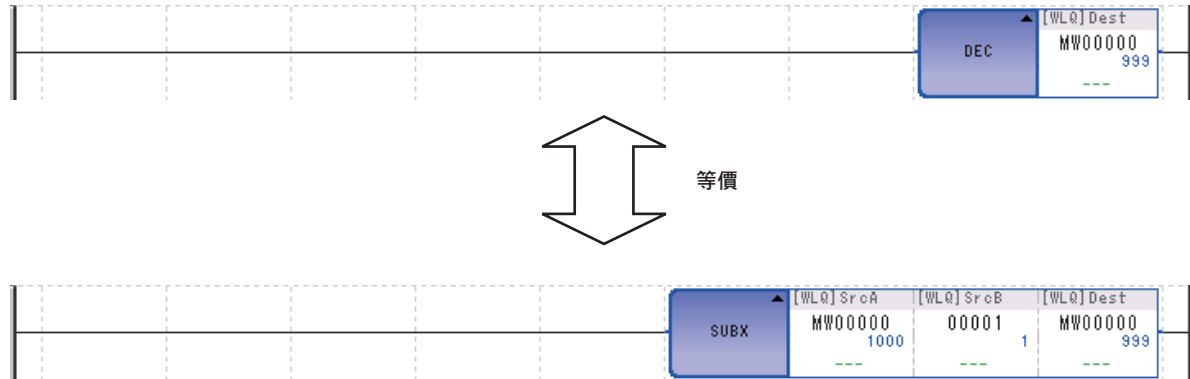 [WLQ]Dest
DEC
MW00000
999
---
等價
[WLQ]SrcA [WLQ]SrcB [WLQ]Dest
SUBX
MW00000 00001 MW00000
1000 1 999
--- --- ---